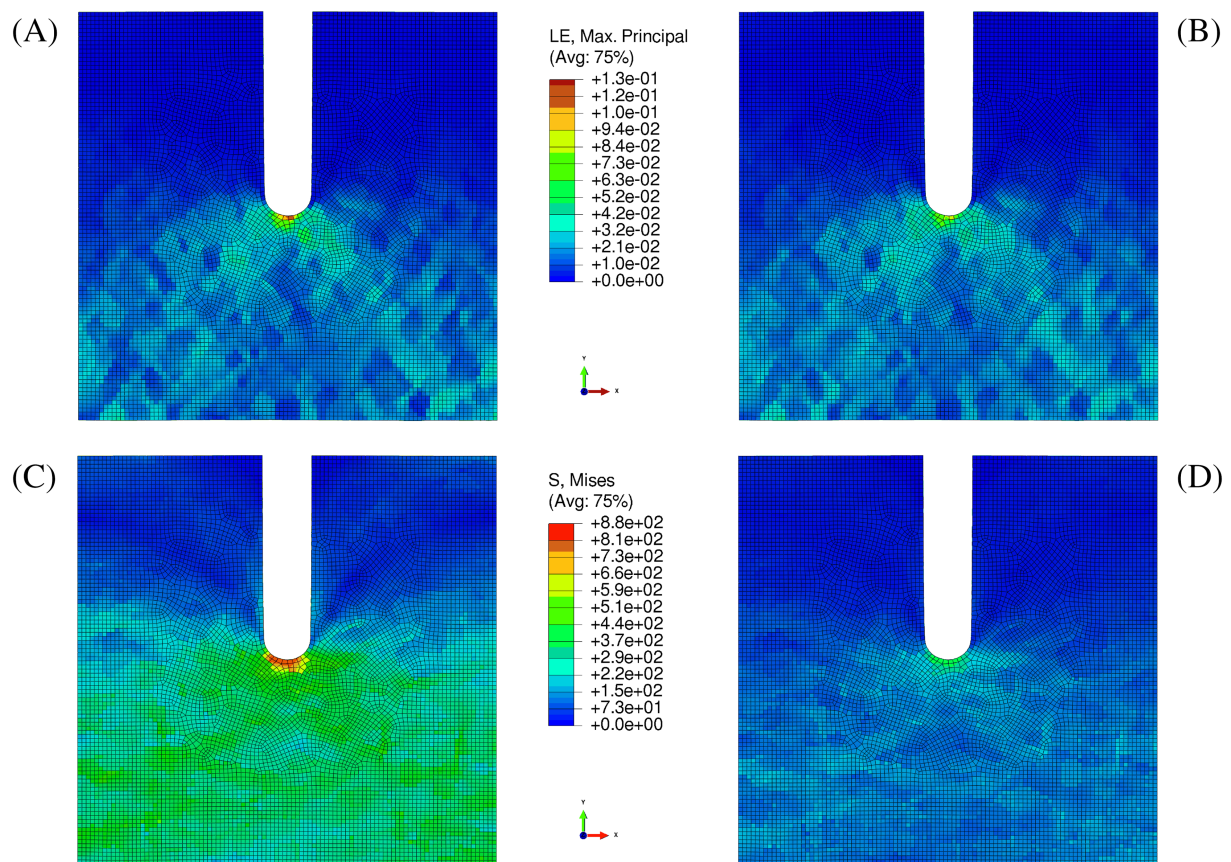 (A)
LE, Max. Principal
(Avg: 75%)
+1.3e-01
+1.2e-01
+1.0e-01
+9.4e-02
+8.4e-02
+7.3e-02
+6.3e-02
+5.2e-02
+4.2e-02
+3.2e-02
+2.1e-02
+1.0e-02
+0.0e+00
Y
X
(B)
(C)
S, Mises
(Avg: 75%)
+8.8e+02
+8.1e+02
+7.3e+02
+6.6e+02
+5.9e+02
+5.1e+02
+4.4e+02
+3.7e+02
+2.9e+02
+2.2e+02
+1.5e+02
+7.3e+01
+0.0e+00
Y
X
(D)